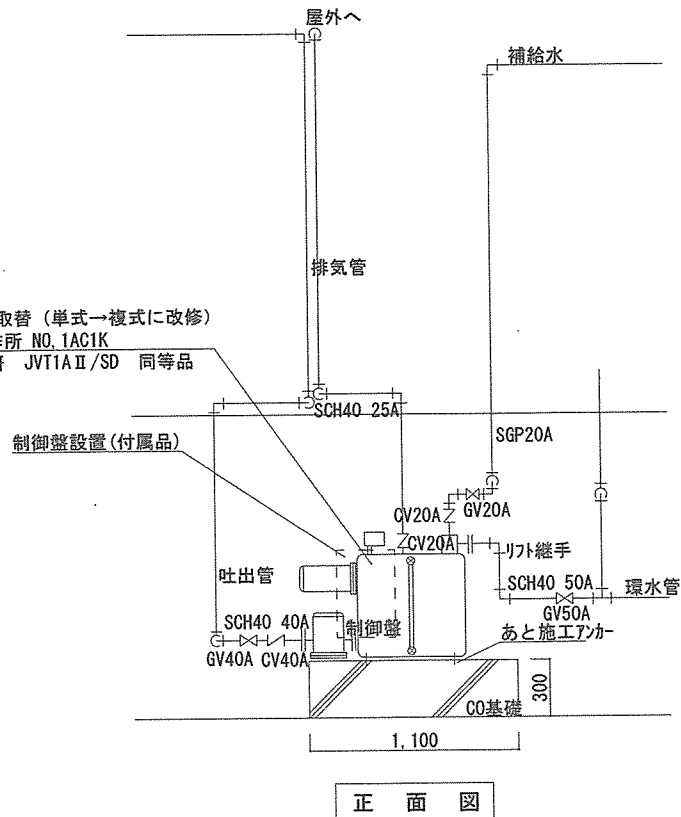 屋外へ
補給水
排気管
取替 (単式→複式に改修)
作所 NO,1AC1K
JVT1AⅡ/SD 同等品
SCH40 25A
制御盤設置(付属品)
SGP20A
GV20A
CV20A
CV20A
リフト継手
吐出管
SCH40 50A
環水管
GV50A
SCH40 40A
制御盤
あと施工アンカー
GV40A
CV40A
CO基礎
300
1,100
正 面 図